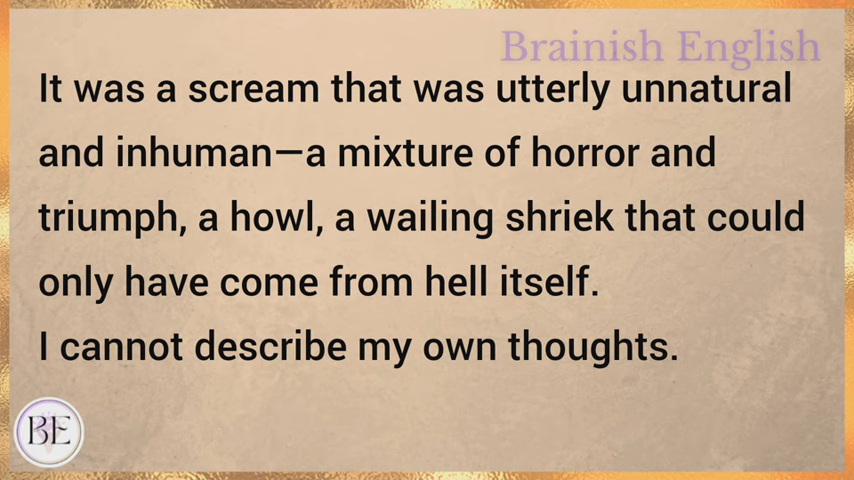 Brainish English
It was a scream that was utterly unnatural
and inhuman—a mixture of horror and
triumph, a howl, a wailing shriek that could
only have come from hell itself.
I cannot describe my own thoughts.
BE